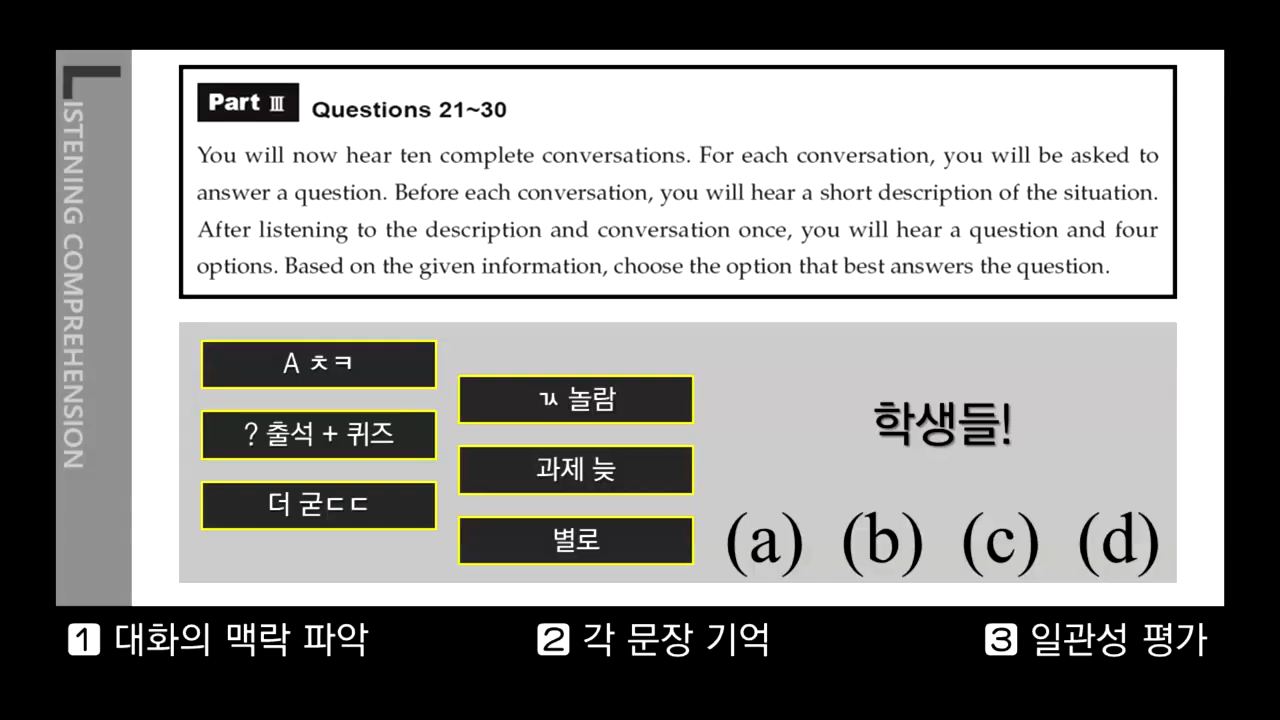 LISTENING COMPREHENSION
Part Ⅲ Questions 21~30
You will now hear ten complete conversations. For each conversation, you will be asked to
answer a question. Before each conversation, you will hear a short description of the situation.
After listening to the description and conversation once, you will hear a question and four
options. Based on the given information, choose the option that best answers the question.
A ㅊㅋ
ㄳ 놀람
? 출석 + 퀴즈
과제 늦
더 굳ㄷㄷ
별로
학생들!
(a) (b) (c) (d)
1 대화의 맥락 파악
2 각 문장 기억
3 일관성 평가